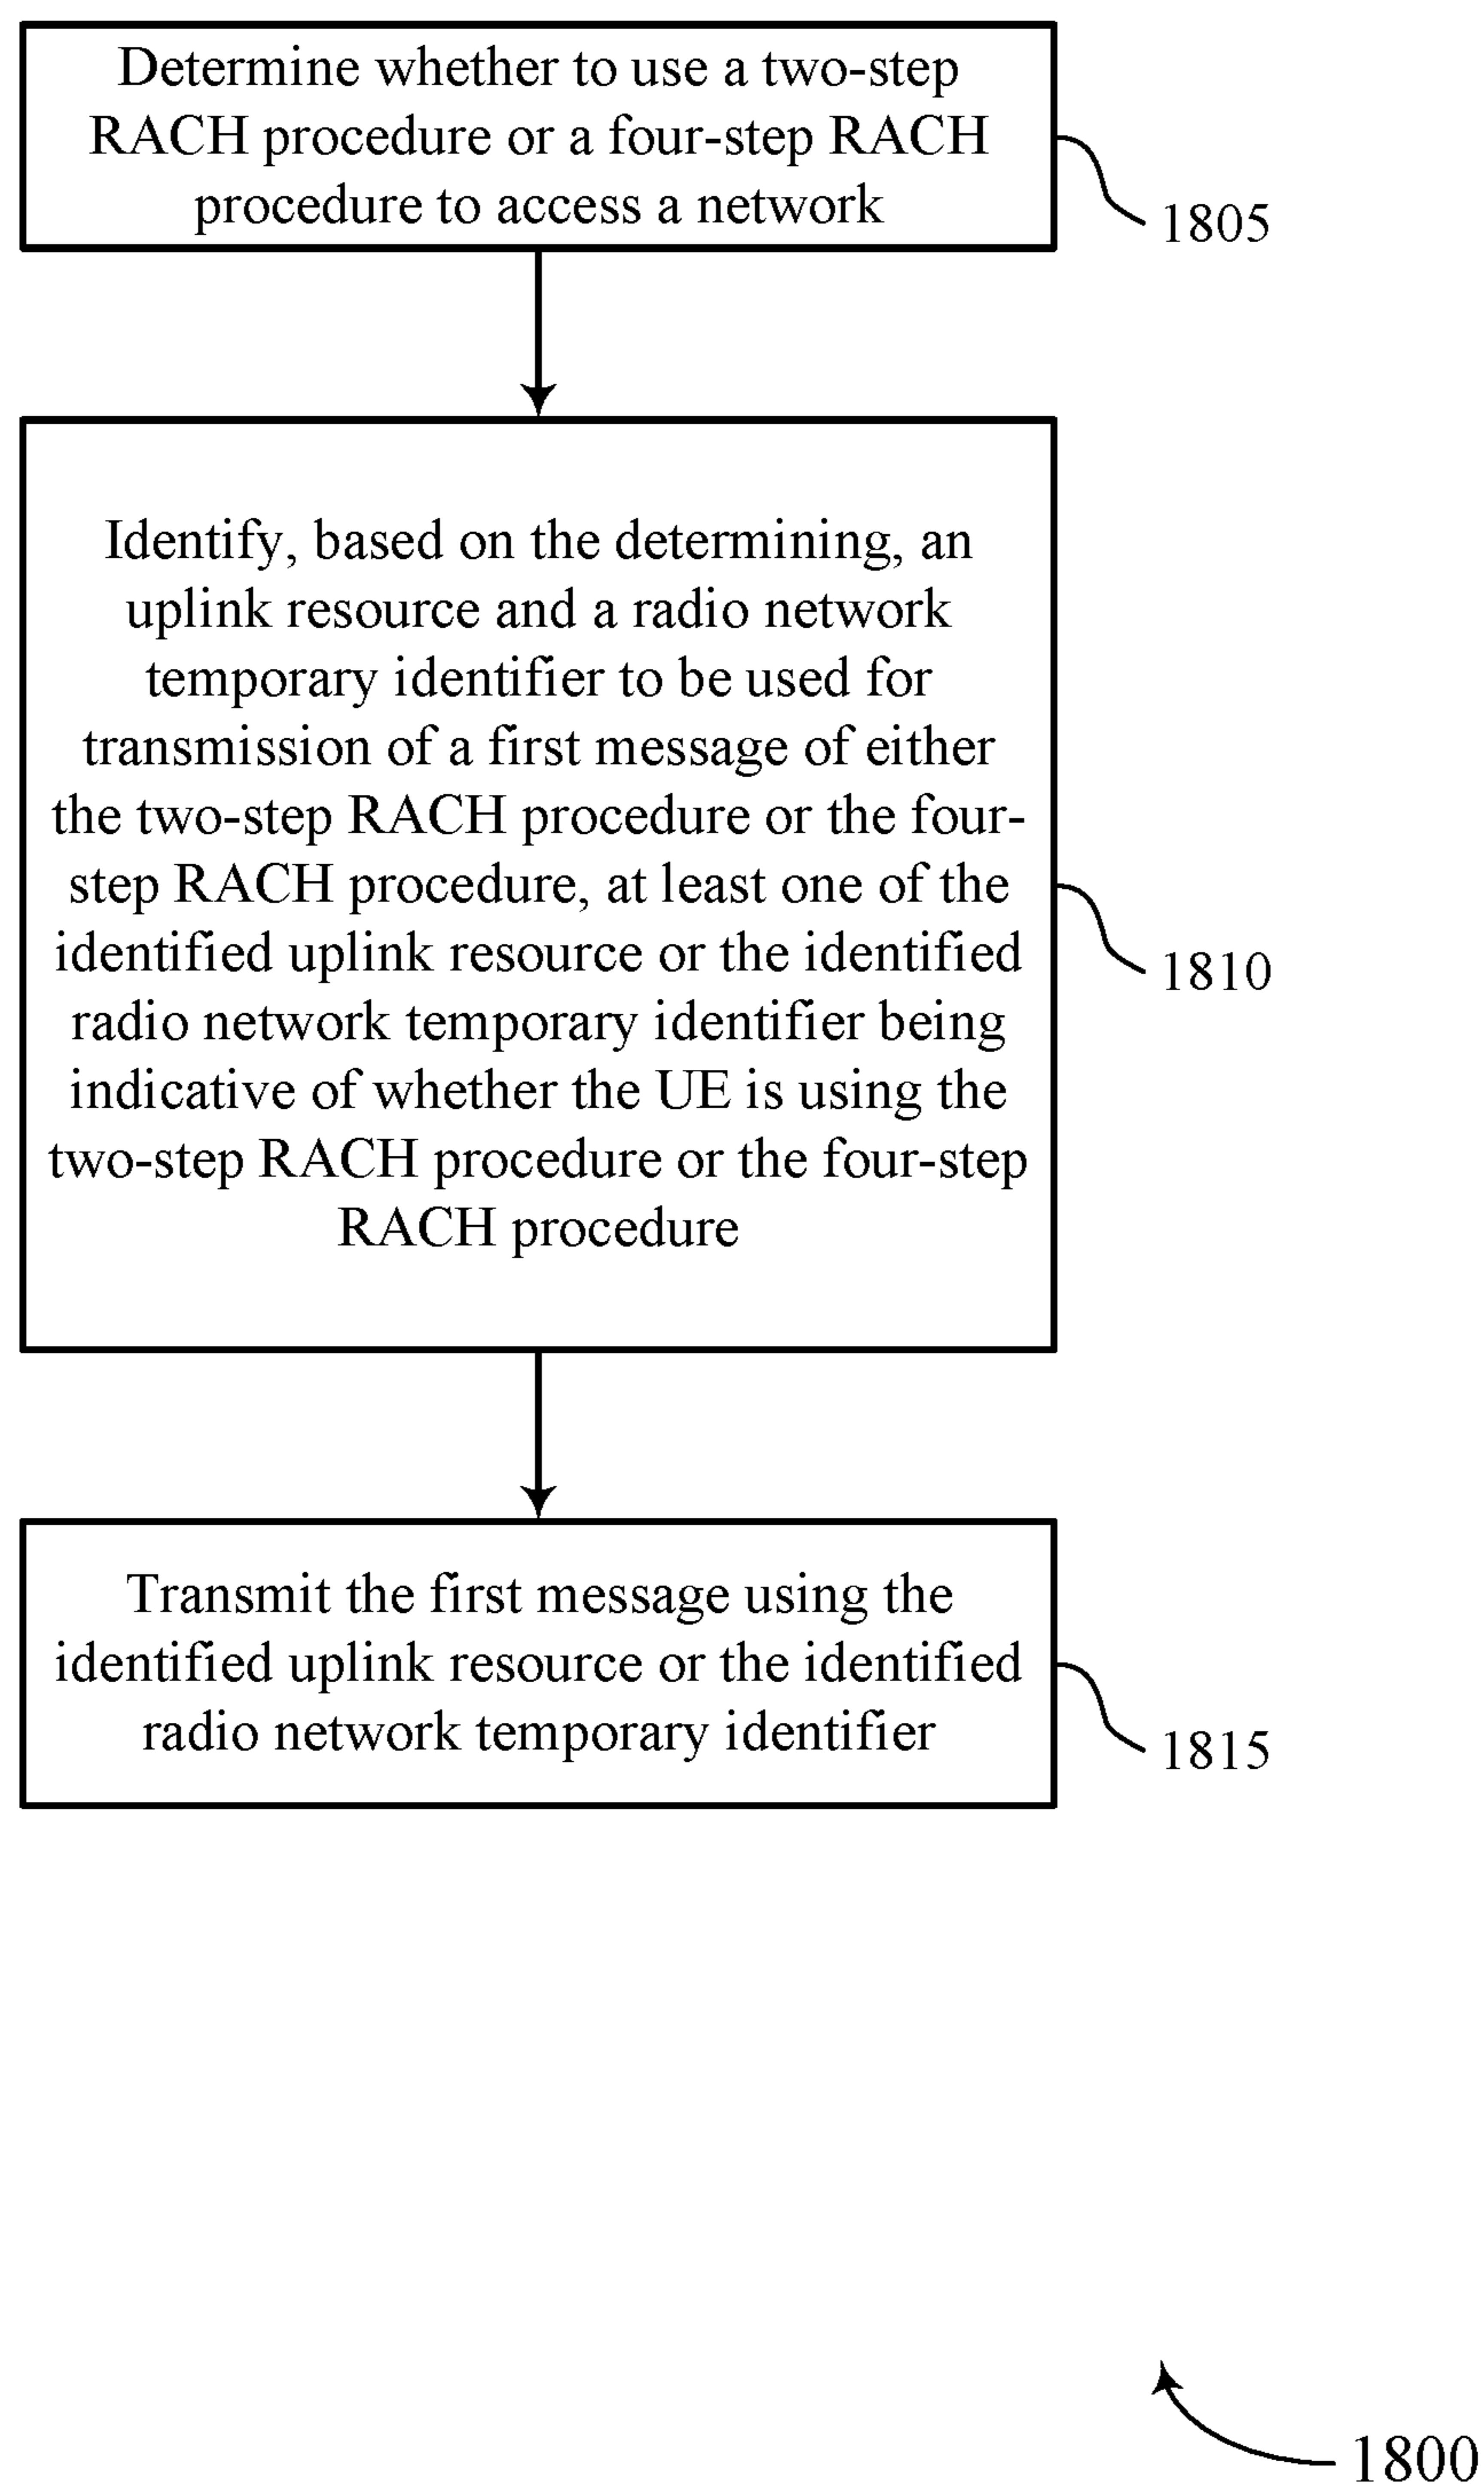 Determine whether to use a two-step
RACH procedure or a four-step RACH
procedure to access a network
1805
Identify, based on the determining, an
uplink resource and a radio network
temporary identifier to be used for
transmission of a first message of either
the two-step RACH procedure or the four-
step RACH procedure, at least one of the
identified uplink resource or the identified
radio network temporary identifier being
indicative of whether the UE is using the
two-step RACH procedure or the four-step
RACH procedure
1810
Transmit the first message using the
identified uplink resource or the identified
radio network temporary identifier
1815
1800